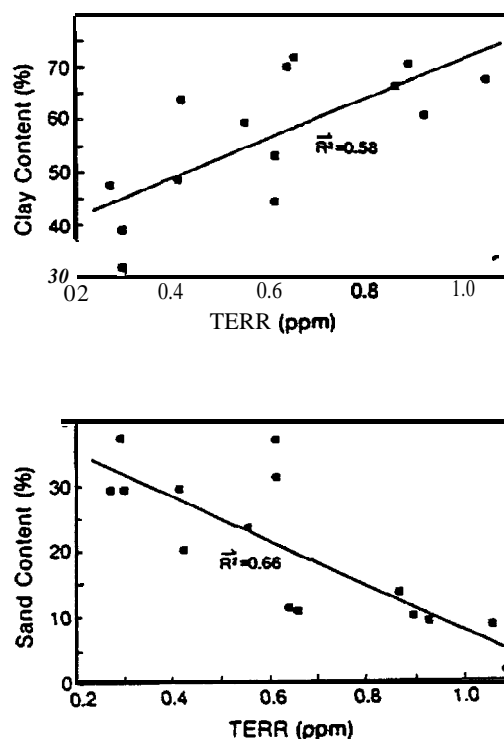 70
60
50
40
30
Clay Content (%)
R²=0.58
02 0.4 0.6 0.8 1.0
TERR (ppm)
30
20
10
0
Sand Content (%)
R²=0.66
0.2 0.4 0.6 0.8 1.0
TERR (ppm)